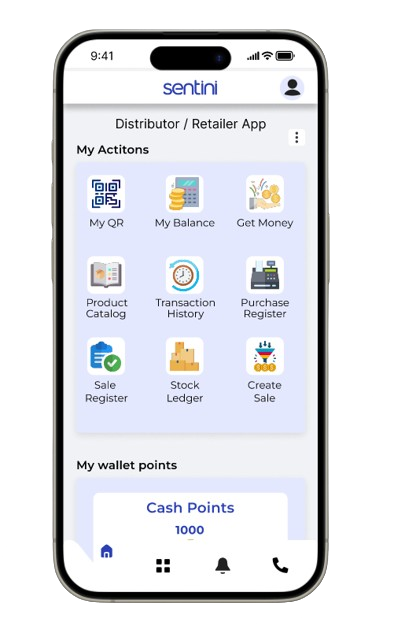 9:41
sentini
Distributor / Retailer App
My Actitons
My QR
My Balance
Get Money
Product
Catalog
Transaction
History
Purchase
Register
Sale
Register
Stock
Ledger
Create
Sale
My wallet points
Cash Points
1000